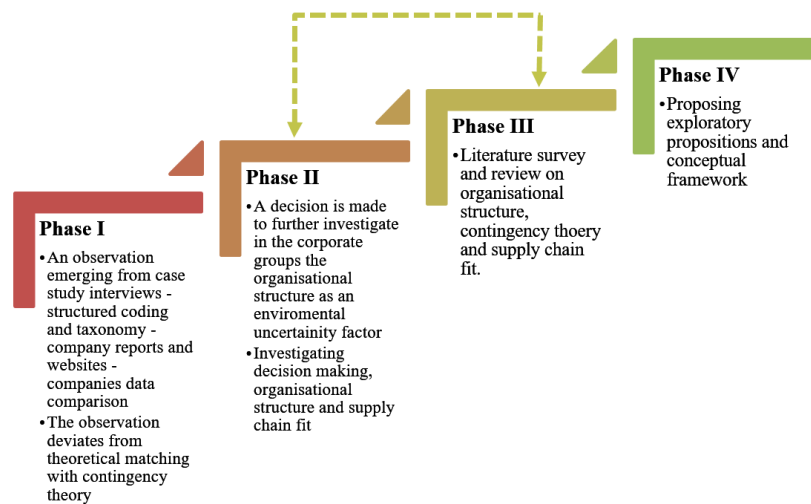 Phase I
•An observation
emerging from case
study interviews -
structured coding
and taxonomy -
company reports and
websites -
companies data
comparison
•The observation
deviates from
theoretical matching
with contingency
theory
Phase II
•A decision is made
to further investigate
in the corporate
groups the
organisational
structure as an
enviromental
uncertainity factor
•Investigating
decision making,
organisational
structure and supply
chain fit
Phase III
•Literature survey
and review on
organisational
structure,
contingency thoery
and supply chain
fit.
Phase IV
•Proposing
exploratory
propositions and
conceptual
framework